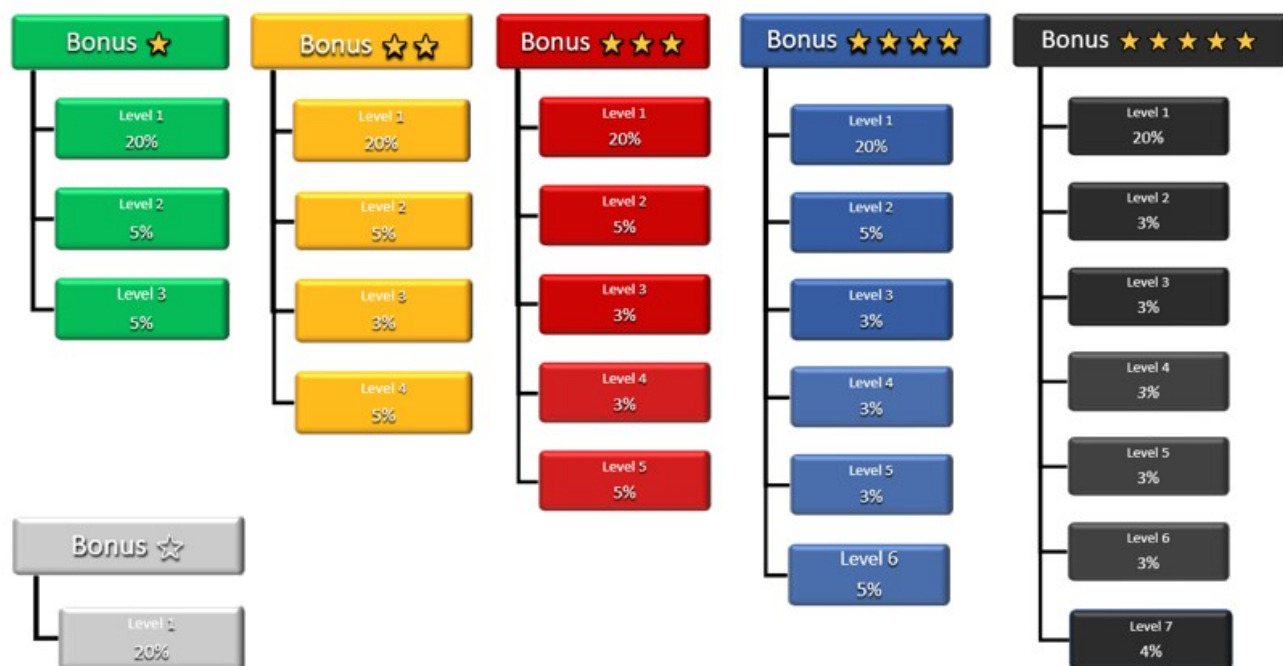 Bonus
Level 1
20%
Level 2
5%
Level 3
5%
Bonus
Level 1
20%
Level 2
5%
Level 3
3%
Level 4
5%
Bonus
Level 1
20%
Level 2
5%
Level 3
3%
Level 4
3%
Level 5
5%
Bonus
Level 1
20%
Level 2
5%
Level 3
3%
Level 4
3%
Level 5
3%
Level 6
5%
Bonus
Level 1
20%
Level 2
3%
Level 3
3%
Level 4
3%
Level 5
3%
Level 6
3%
Level 7
4%
Bonus
Level 1
20%